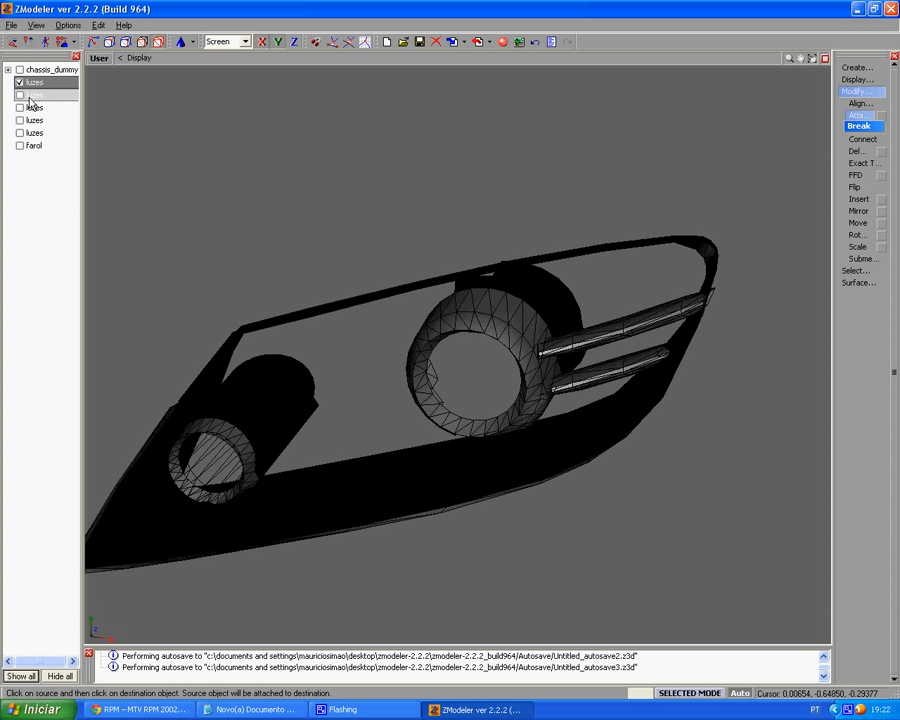 ZModeler ver 2.2.2 (Build 964)
File View Options Edit Help
Screen X Y Z
User < Display
chassis_dummy
luzes
luzes
luzes
luzes
farol
Create...
Display...
Modify...
Align...
Atta...
Break
Connect
Del...
Exact T...
FFD
Flip
Insert
Mirror
Move
Rot...
Scale
Subme...
Select...
Surface...
y
z
Performing autosave to "c:\documents and settings\mauriciosimao\desktop\zmodeler-2.2.2\zmodeler-2.2.2_build964/Autosave/Untitled_autosave2.z3d"
Performing autosave to "c:\documents and settings\mauriciosimao\desktop\zmodeler-2.2.2\zmodeler-2.2.2_build964/Autosave/Untitled_autosave3.z3d"
Show all Hide all
Click on source and then click on destination object. Source object will be attached to destination. SELECTED MODE Auto Cursor: 0.00654, -0.64850, -0.29377
Iniciar RPM – MTV RPM 2002... Novo(a) Documento ... Flashing ZModeler ver 2.2.2 (... PT 19:22